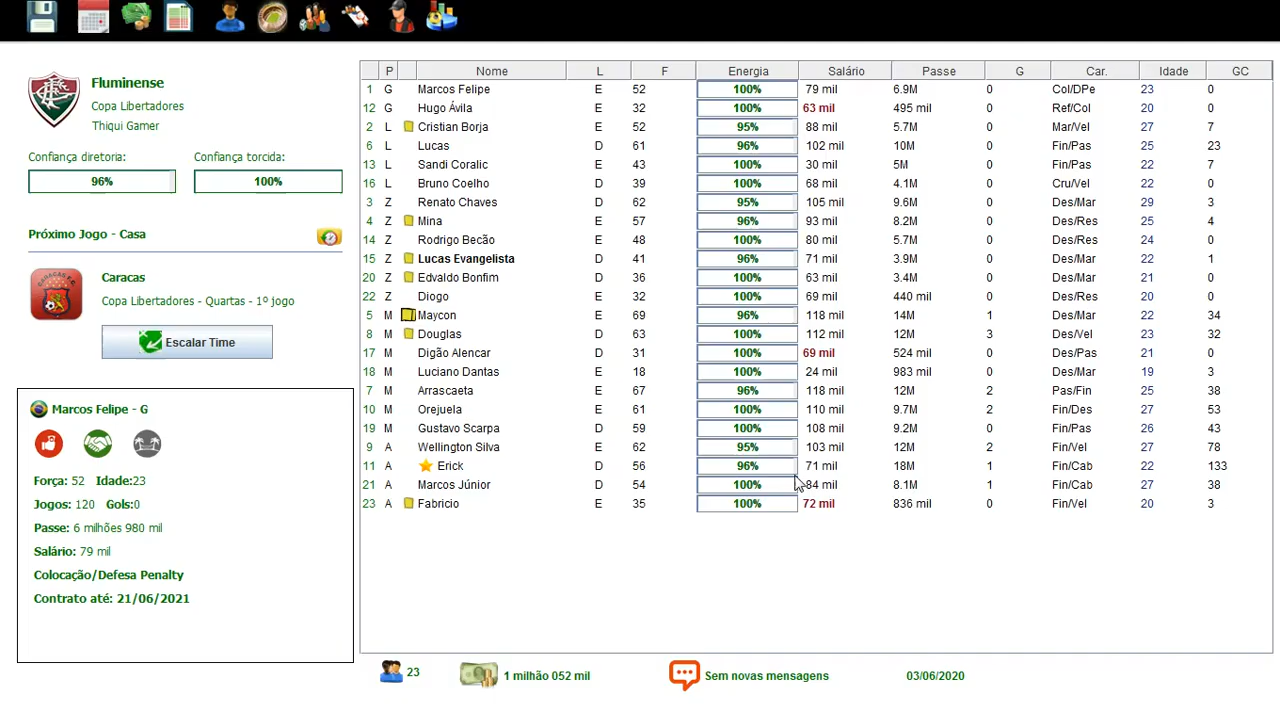 Fluminense
Copa Libertadores
Thiqui Gamer
Confiança diretoria: Confiança torcida:
96% 100%
Próximo Jogo - Casa
Caracas
Copa Libertadores - Quartas - 1º jogo
Escalar Time
Marcos Felipe - G
Força: 52 Idade:23
Jogos: 120 Gols:0
Passe: 6 milhões 980 mil
Salário: 79 mil
Colocação/Defesa Penalty
Contrato até: 21/06/2021
P Nome L F Energia Salário Passe G Car. Idade GC
1 G Marcos Felipe E 52 100% 79 mil 6.9M 0 Col/DPe 23 0
12 G Hugo Ávila E 32 100% 63 mil 495 mil 0 Ref/Col 20 0
2 L Cristian Borja E 52 95% 88 mil 5.7M 0 Mar/Vel 27 7
6 L Lucas D 61 96% 102 mil 10M 0 Fin/Pas 25 23
13 L Sandi Coralic E 43 100% 30 mil 5M 0 Fin/Pas 22 7
16 L Bruno Coelho D 39 100% 68 mil 4.1M 0 Cru/Vel 22 0
3 Z Renato Chaves D 62 95% 105 mil 9.6M 0 Des/Mar 29 3
4 Z Mina E 57 96% 93 mil 8.2M 0 Des/Res 25 4
14 Z Rodrigo Becão E 48 100% 80 mil 5.7M 0 Des/Res 24 0
15 Z Lucas Evangelista D 41 96% 71 mil 3.9M 0 Des/Mar 22 1
20 Z Edvaldo Bonfim D 36 100% 63 mil 3.4M 0 Des/Mar 21 0
22 Z Diogo E 32 100% 69 mil 440 mil 0 Des/Res 20 0
5 M Maycon E 69 96% 118 mil 14M 1 Des/Mar 22 34
8 M Douglas D 63 100% 112 mil 12M 3 Des/Vel 23 32
17 M Digão Alencar D 31 100% 69 mil 524 mil 0 Des/Pas 21 0
18 M Luciano Dantas E 18 100% 24 mil 983 mil 0 Des/Mar 19 3
7 M Arrascaeta E 67 96% 118 mil 12M 2 Pas/Fin 25 38
10 M Orejuela E 61 100% 110 mil 9.7M 2 Fin/Des 27 53
19 M Gustavo Scarpa D 59 100% 108 mil 9.2M 0 Fin/Pas 26 43
9 A Wellington Silva E 62 95% 103 mil 12M 2 Fin/Vel 27 78
11 A Erick D 56 96% 71 mil 18M 1 Fin/Cab 22 133
21 A Marcos Júnior D 54 100% 84 mil 8.1M 1 Fin/Cab 27 38
23 A Fabricio E 35 100% 72 mil 836 mil 0 Fin/Vel 20 3
23 1 milhão 052 mil Sem novas mensagens 03/06/2020